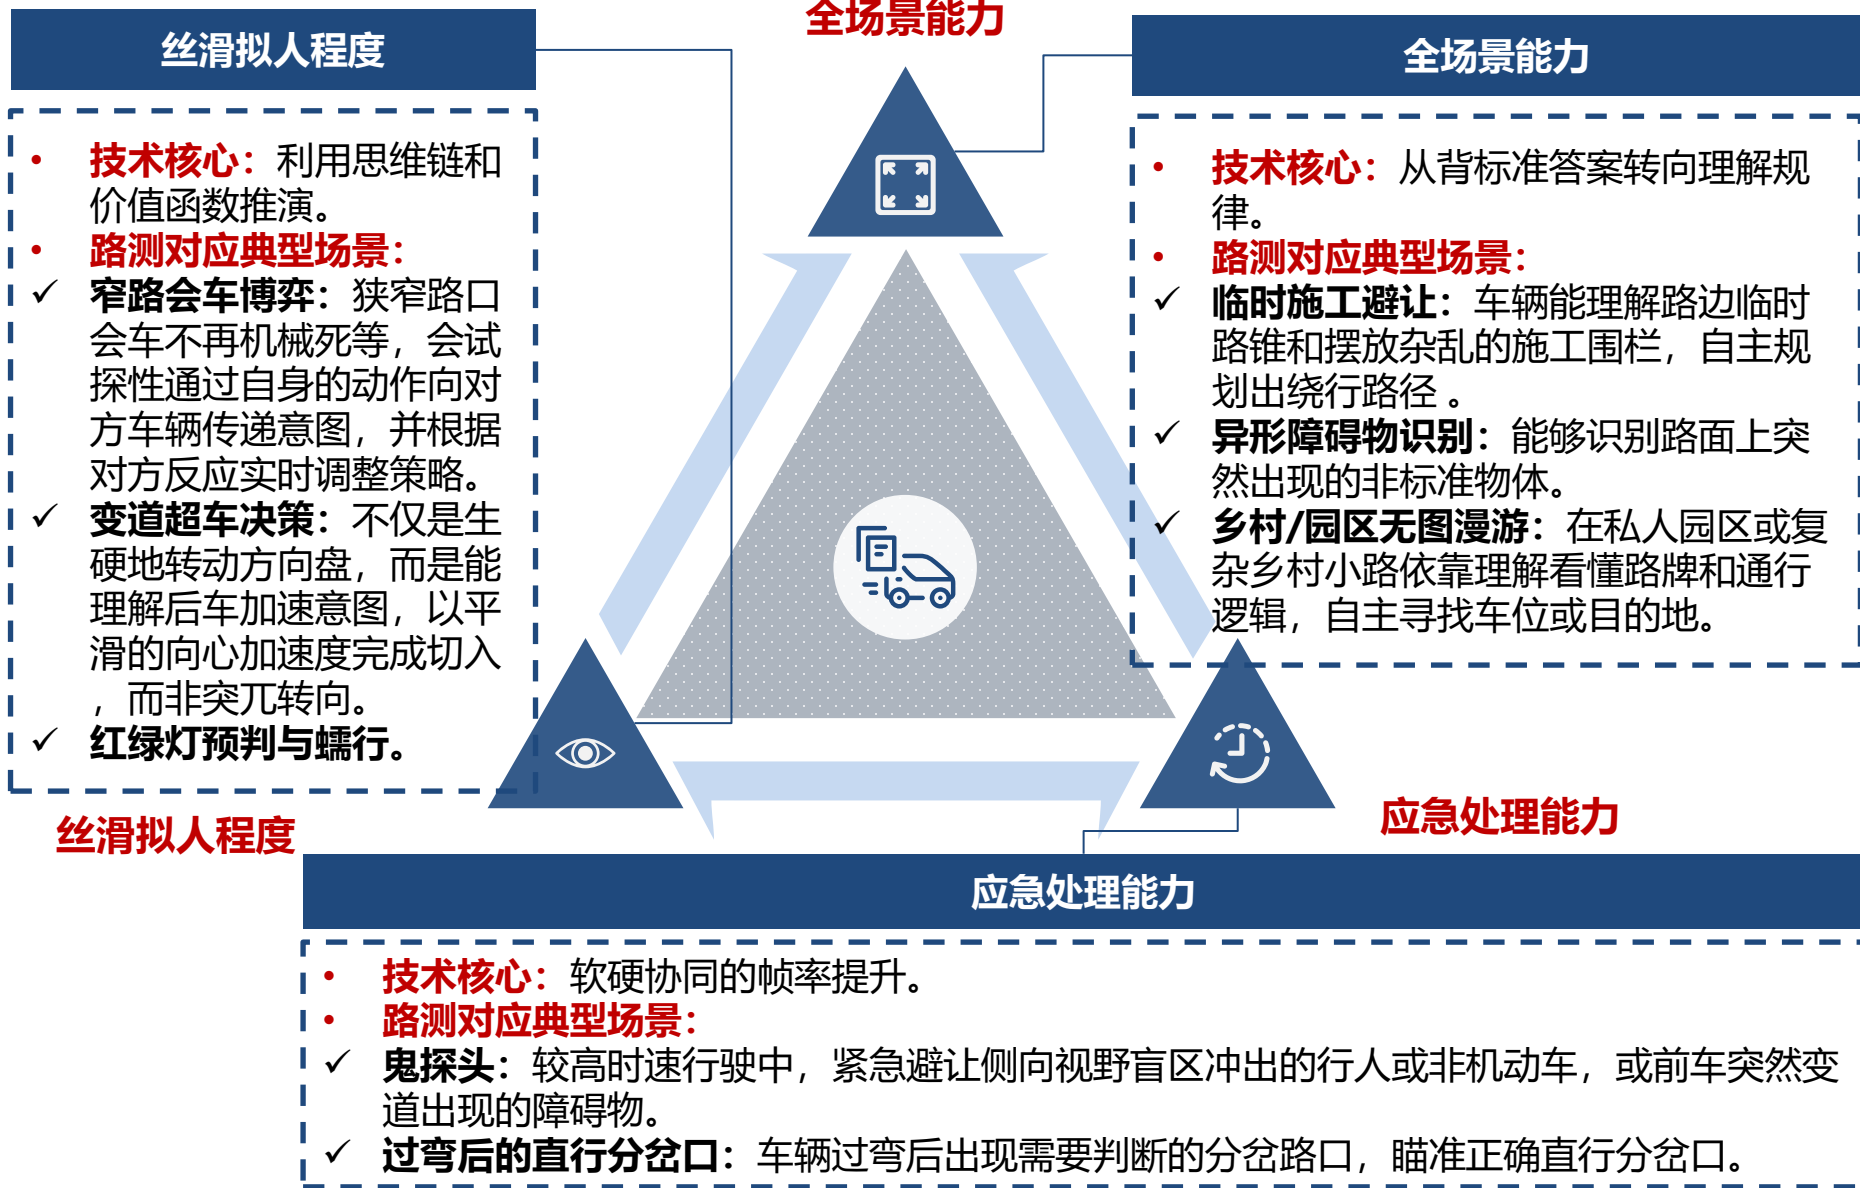 全场景能力
丝滑拟人程度
• 技术核心：利用思维链和
价值函数推演。
• 路测对应典型场景：
✓ 窄路会车博弈：狭窄路口
会车不再机械死等，会试
探性通过自身的动作向对
方车辆传递意图，并根据
对方反应实时调整策略。
✓ 变道超车决策：不仅是生
硬地转动方向盘，而是能
理解后车加速意图，以平
滑的向心加速度完成切入
，而非突兀转向。
✓ 红绿灯预判与蠕行。
丝滑拟人程度
全场景能力
• 技术核心：从背标准答案转向理解规
律。
• 路测对应典型场景：
✓ 临时施工避让：车辆能理解路边临时
路锥和摆放杂乱的施工围栏，自主规
划出绕行路径 。
✓ 异形障碍物识别：能够识别路面上突
然出现的非标准物体。
✓ 乡村/园区无图漫游：在私人园区或复
杂乡村小路依靠理解看懂路牌和通行
逻辑，自主寻找车位或目的地。
应急处理能力
应急处理能力
• 技术核心：软硬协同的帧率提升。
• 路测对应典型场景：
✓ 鬼探头：较高时速行驶中，紧急避让侧向视野盲区冲出的行人或非机动车，或前车突然变
道出现的障碍物。
✓ 过弯后的直行分岔口：车辆过弯后出现需要判断的分岔路口，瞄准正确直行分岔口。